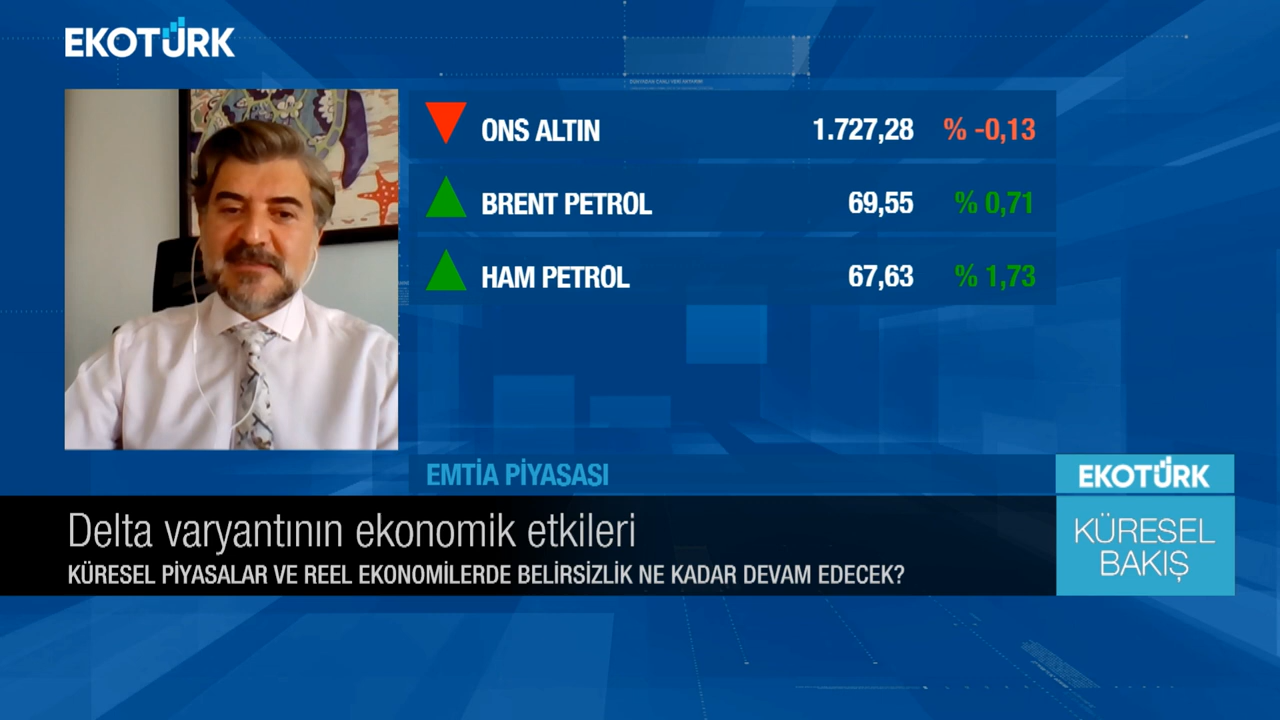 EKOTÜRK
ONS ALTIN 1.727,28 % -0,13
BRENT PETROL 69,55 % 0,71
HAM PETROL 67,63 % 1,73
EMTİA PİYASASI
EKOTÜRK
Delta varyantının ekonomik etkileri
KÜRESEL PİYASALAR VE REEL EKONOMİLERDE BELİRSİZLİK NE KADAR DEVAM EDECEK?
KÜRESEL
BAKIŞ